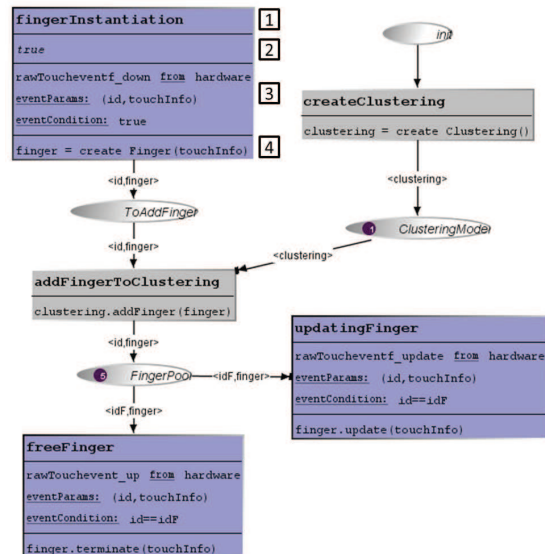 fingerInstantiation
1
true
2
rawToucheventf_down from hardware
eventParams: (id,touchInfo)
3
eventCondition: true
finger = create Finger(touchInfo)
4
init
createClustering
clustering = create Clustering()
<id,finger>
<clustering>
ToAddFinger
1 ClusteringModel
<id,finger>
<clustering>
addFingerToClustering
clustering.addFinger(finger)
<id,finger>
5 FingerPool
<idF,finger>
updatingFinger
rawToucheventf_update from hardware
eventParams: (id,touchInfo)
eventCondition: id==idF
finger.update(touchInfo)
<idF,finger>
freeFinger
rawTouchevent_up from hardware
eventParams: (id,touchInfo)
eventCondition: id==idF
finger.terminate(touchInfo)